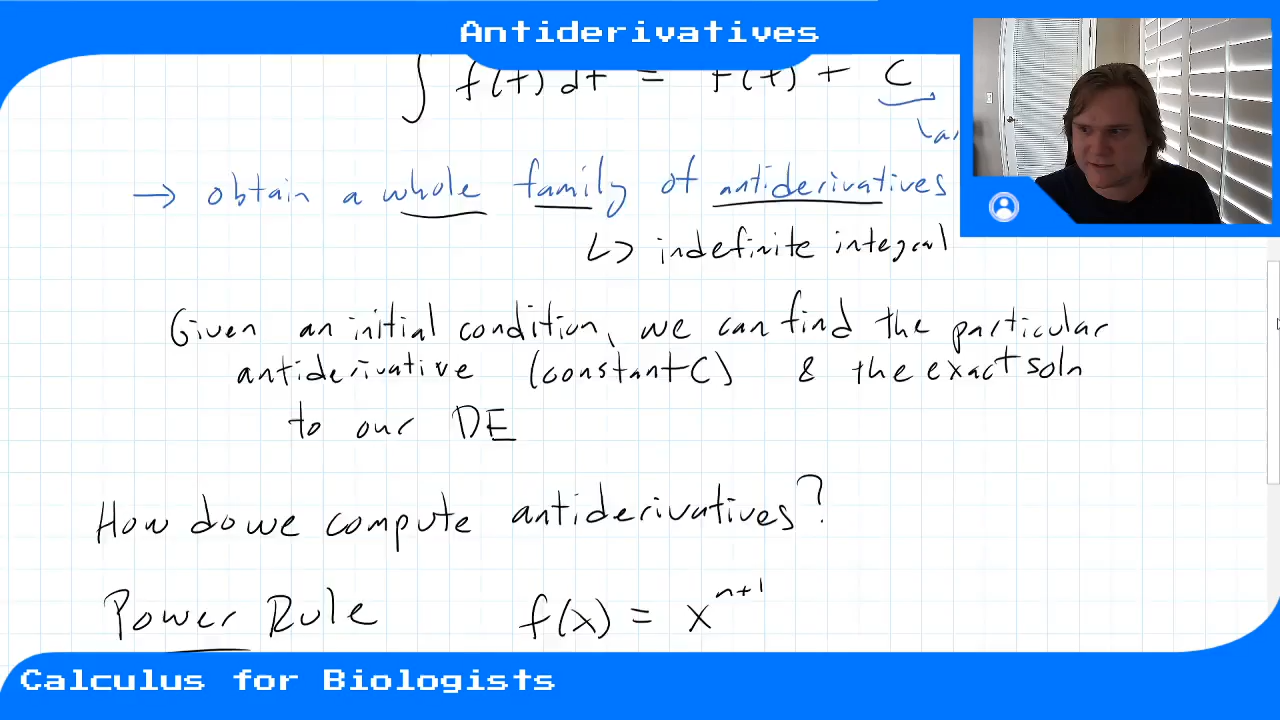 Antiderivatives
∫ f(t) dt = F(t) + C
→ obtain a whole family of antiderivatives
↳ indefinite integral
Given an initial condition, we can find the particular
antiderivative (constant C) & the exact soln
to our DE
How do we compute antiderivatives?
Power Rule f(x) = x^{n+1}
Calculus for Biologists